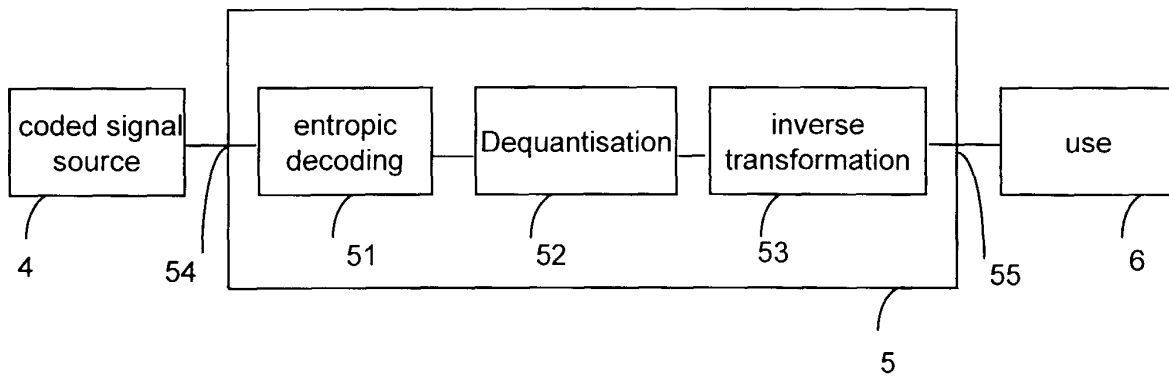 coded signal
source
entropic
decoding
Dequantisation
inverse
transformation
use
4
54
51
52
53
55
6
5